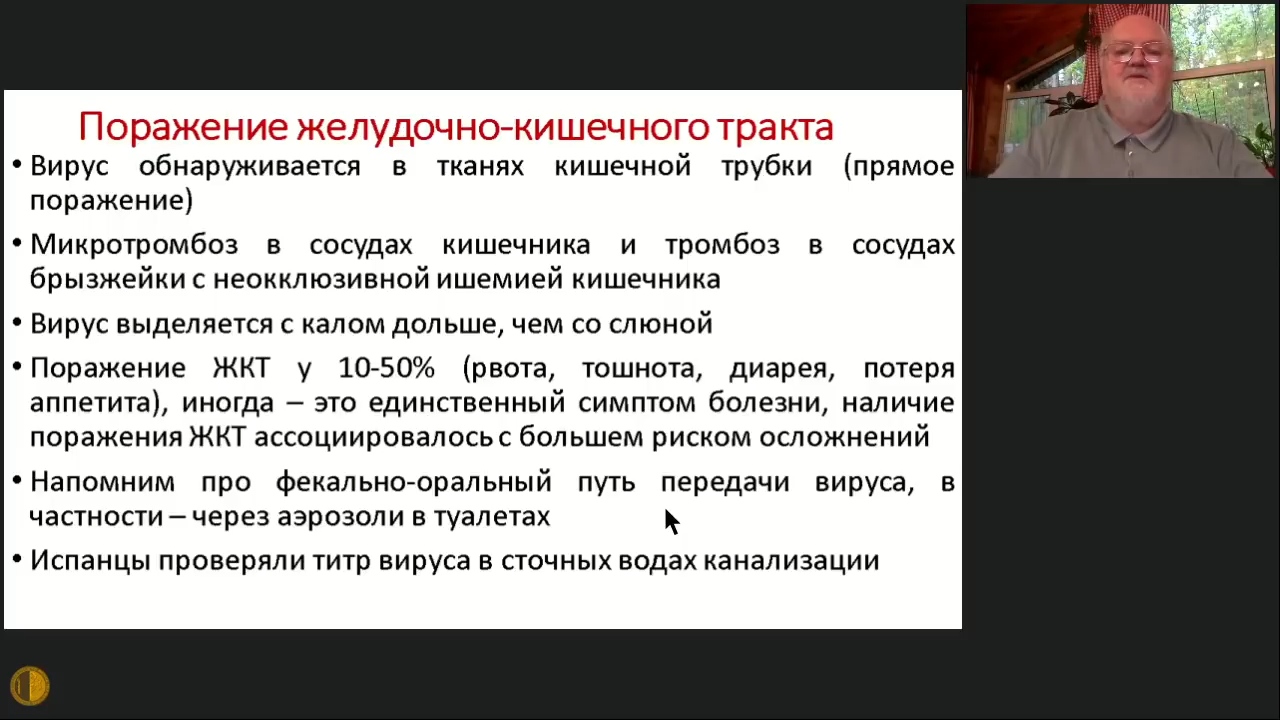 Поражение желудочно-кишечного тракта
• Вирус обнаруживается в тканях кишечной трубки (прямое
поражение)
• Микротромбоз в сосудах кишечника и тромбоз в сосудах
брызжейки с неокклюзивной ишемией кишечника
• Вирус выделяется с калом дольше, чем со слюной
• Поражение ЖКТ у 10-50% (рвота, тошнота, диарея, потеря
аппетита), иногда – это единственный симптом болезни, наличие
поражения ЖКТ ассоциировалось с большем риском осложнений
• Напомним про фекально-оральный путь передачи вируса, в
частности – через аэрозоли в туалетах
• Испанцы проверяли титр вируса в сточных водах канализации